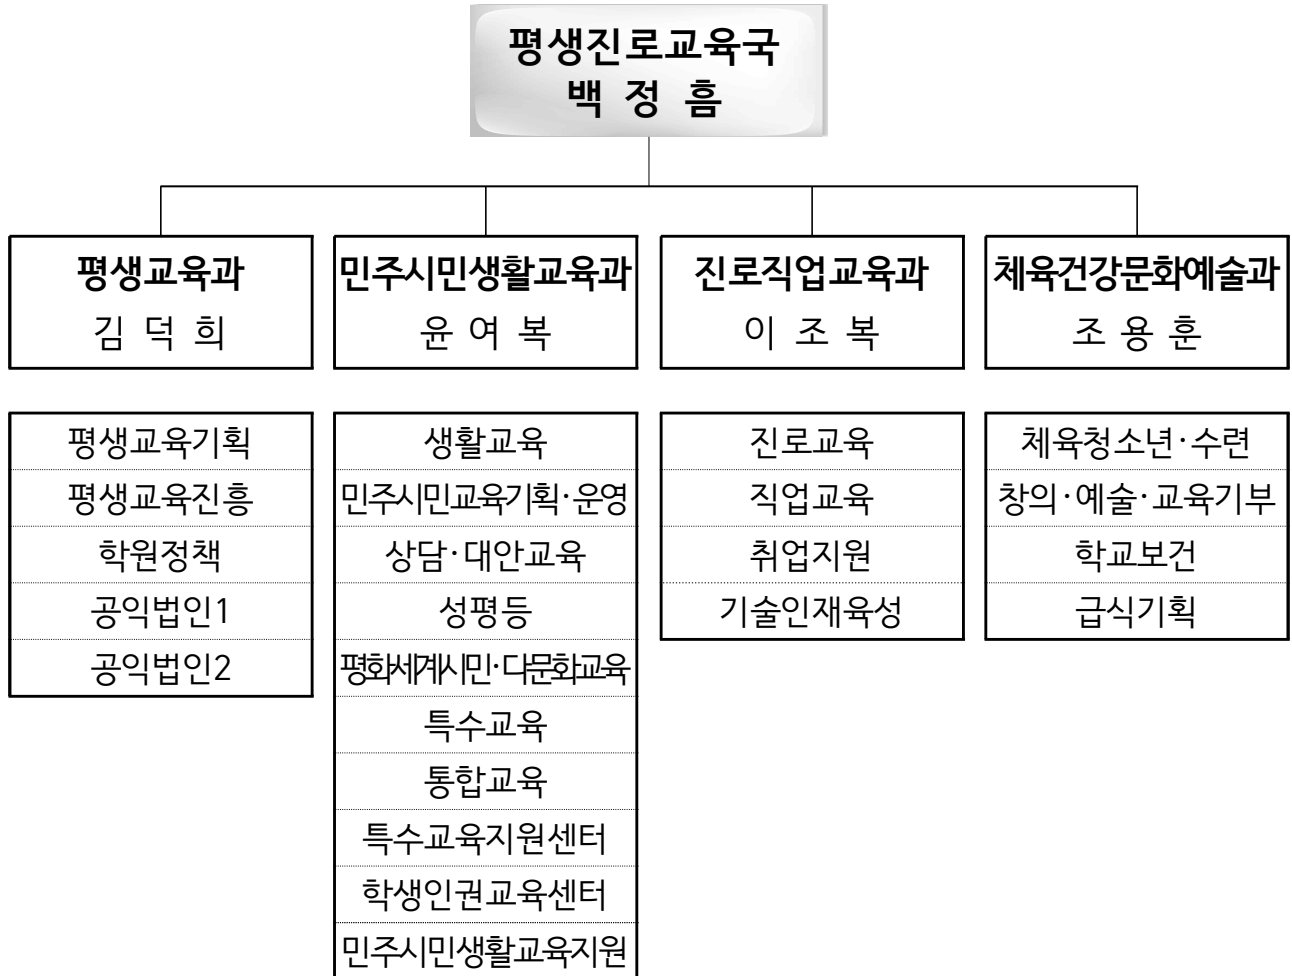 평생진로교육국
백 정 흠
평생교육과
김 덕 희
민주시민생활교육과
윤 여 복
진로직업교육과
이 조 복
체육건강문화예술과
조 용 훈
평생교육기획
평생교육진흥
학원정책
공익법인1
공익법인2
생활교육
민주시민교육기획·운영
상담·대안교육
성평등
평화세계시민·다문화교육
특수교육
통합교육
특수교육지원센터
학생인권교육센터
민주시민생활교육지원
진로교육
직업교육
취업지원
기술인재육성
체육청소년·수련
창의·예술·교육기부
학교보건
급식기획